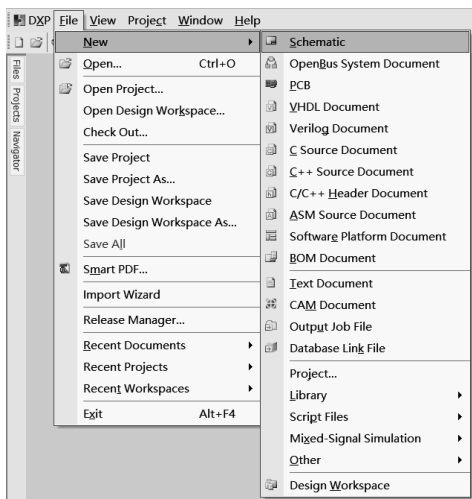 DXP File View Project Window Help
Files
Projects
Navigator
New
Open... Ctrl+O
Open Project...
Open Design Workspace...
Check Out...
Save Project
Save Project As...
Save Design Workspace
Save Design Workspace As...
Save All
Smart PDF...
Import Wizard
Release Manager...
Recent Documents
Recent Projects
Recent Workspaces
Exit Alt+F4
Schematic
OpenBus System Document
PCB
VHDL Document
Verilog Document
C Source Document
C++ Source Document
C/C++ Header Document
ASM Source Document
Software Platform Document
BOM Document
Text Document
CAM Document
Output Job File
Database Link File
Project...
Library
Script Files
Mixed-Signal Simulation
Other
Design Workspace